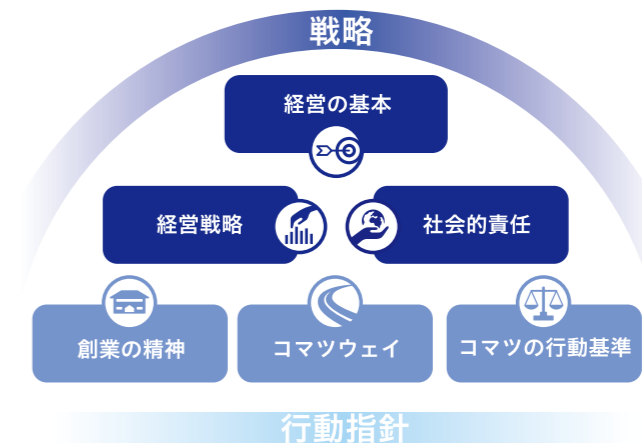 戦略
経営の基本
経営戦略
社会的責任
創業の精神
コマツウェイ
コマツの行動基準
行動指針